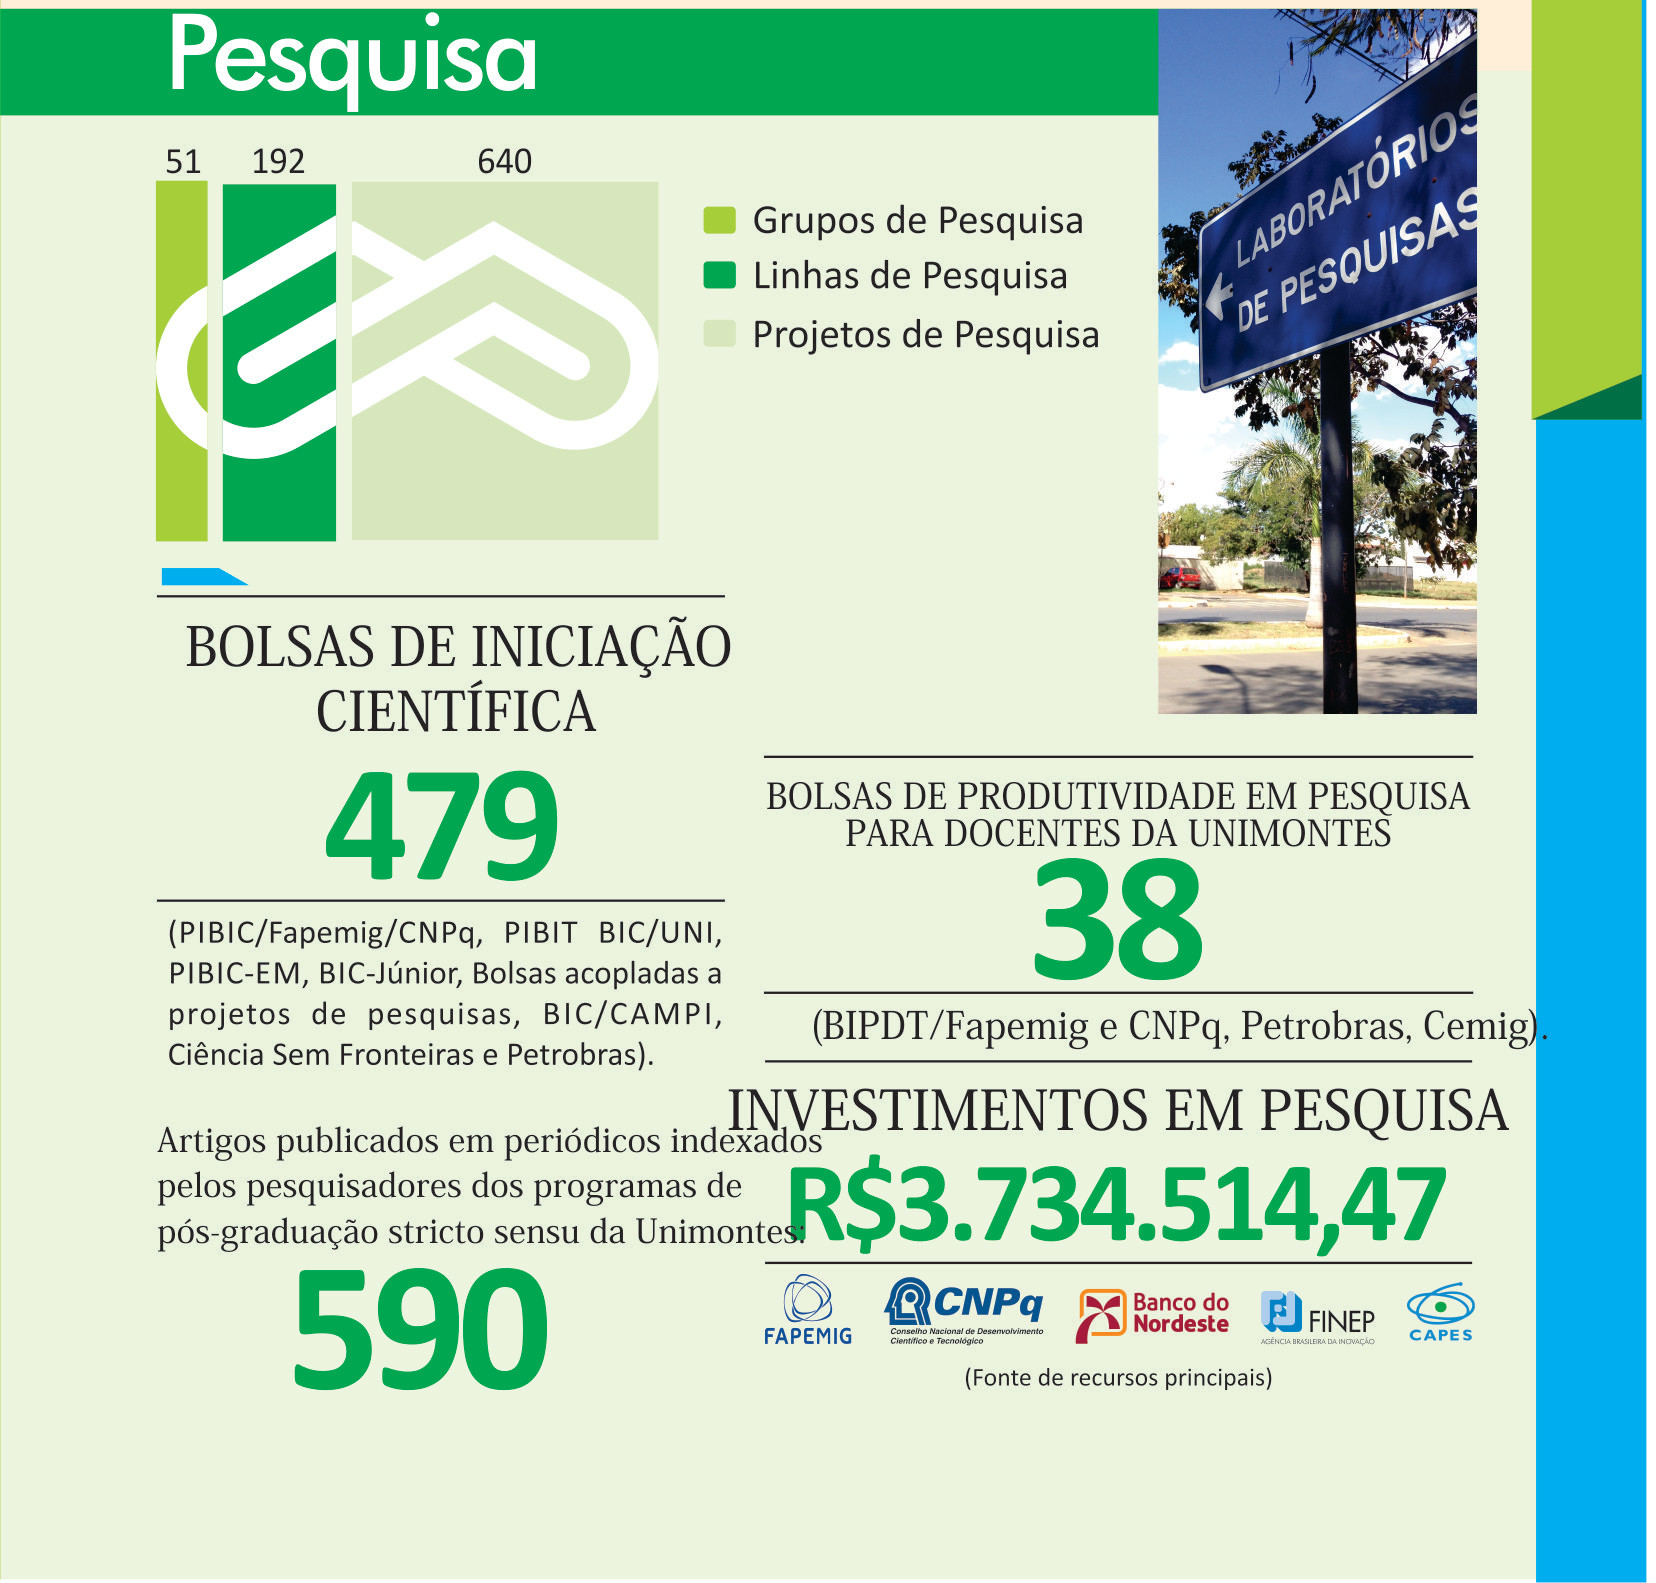 Pesquisa
51 192 640
Grupos de Pesquisa
Linhas de Pesquisa
Projetos de Pesquisa
LABORATÓRIOS
DE PESQUISAS
BOLSAS DE INICIAÇÃO
CIENTÍFICA
479
(PIBIC/Fapemig/CNPq, PIBIT BIC/UNI,
PIBIC-EM, BIC-Júnior, Bolsas acopladas a
projetos de pesquisas, BIC/CAMPI,
Ciência Sem Fronteiras e Petrobras).
Artigos publicados em periódicos indexados
pelos pesquisadores dos programas de
pós-graduação stricto sensu da Unimontes:
590
BOLSAS DE PRODUTIVIDADE EM PESQUISA
PARA DOCENTES DA UNIMONTES
38
(BIPDT/Fapemig e CNPq, Petrobras, Cemig).
INVESTIMENTOS EM PESQUISA
R$3.734.514,47
FAPEMIG
CNPq
Conselho Nacional de Desenvolvimento
Científico e Tecnológico
Banco do
Nordeste
FINEP
AGÊNCIA BRASILEIRA DA INOVAÇÃO
CAPES
(Fonte de recursos principais)